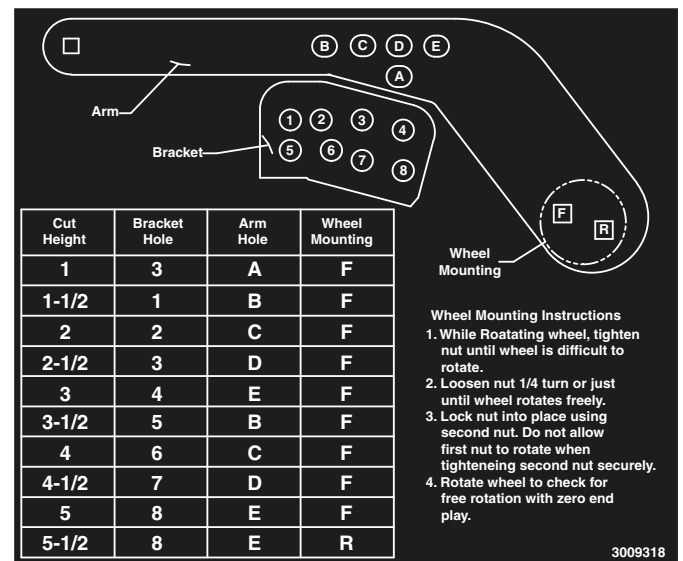 B C D E
A
Arm
1 2 3 4
Bracket
5 6 7 8
F
R
Wheel
Mounting
Cut Height Bracket Hole Arm Hole Wheel Mounting
1 3 A F
1-1/2 1 B F
2 2 C F
2-1/2 3 D F
3 4 E F
3-1/2 5 B F
4 6 C F
4-1/2 7 D F
5 8 E F
5-1/2 8 E R
Wheel Mounting Instructions
1. While Roatating wheel, tighten
nut until wheel is difficult to
rotate.
2. Loosen nut 1/4 turn or just
until wheel rotates freely.
3. Lock nut into place using
second nut. Do not allow
first nut to rotate when
tighteneing second nut securely.
4. Rotate wheel to check for
free rotation with zero end
play.
3009318